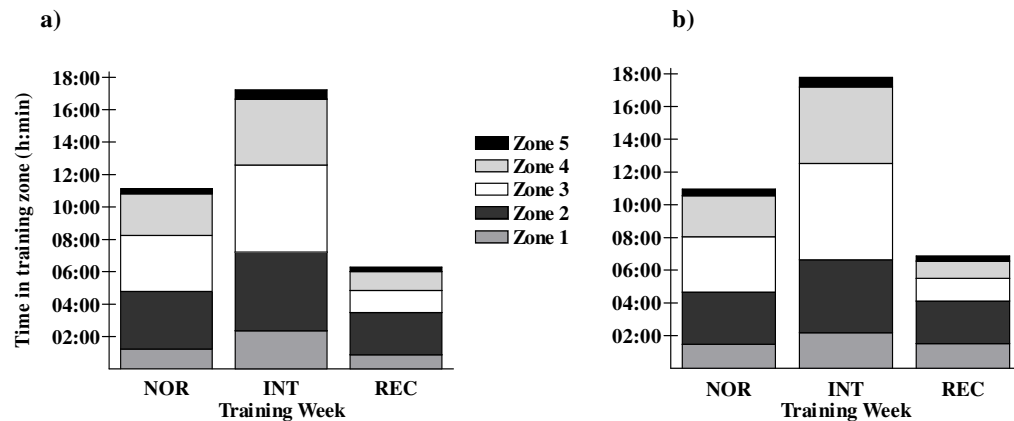 a)
Time in training zone (h:min)
18:00
16:00
14:00
12:00
10:00
08:00
06:00
04:00
02:00
NOR INT REC
Training Week
Zone 5
Zone 4
Zone 3
Zone 2
Zone 1
b)
18:00
16:00
14:00
12:00
10:00
08:00
06:00
04:00
02:00
NOR INT REC
Training Week